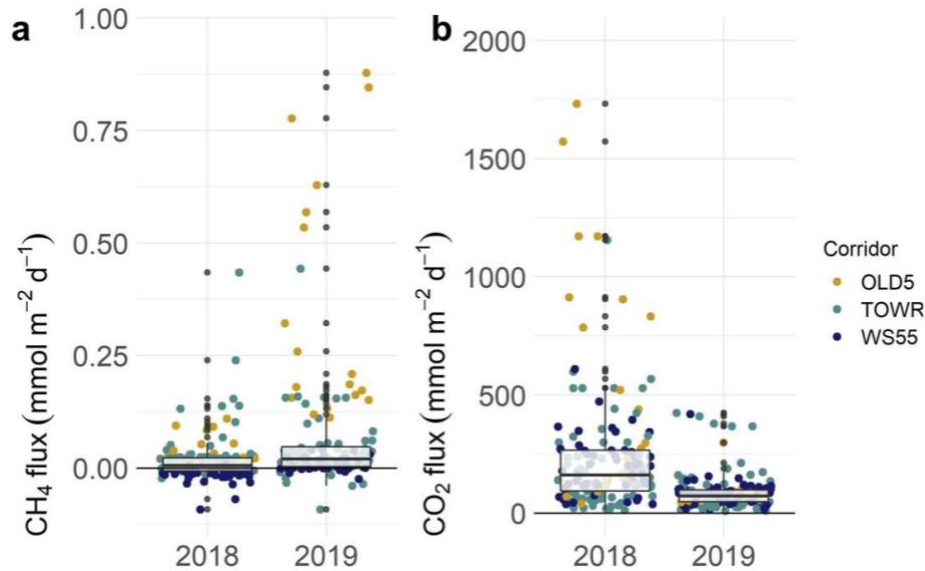 a
CH₄ flux (mmol m⁻² d⁻¹)
1.00
0.75
0.50
0.25
0.00
2018 2019
b
CO₂ flux (mmol m⁻² d⁻¹)
2000
1500
1000
500
0
2018 2019
Corridor
OLD5
TOWR
WS55